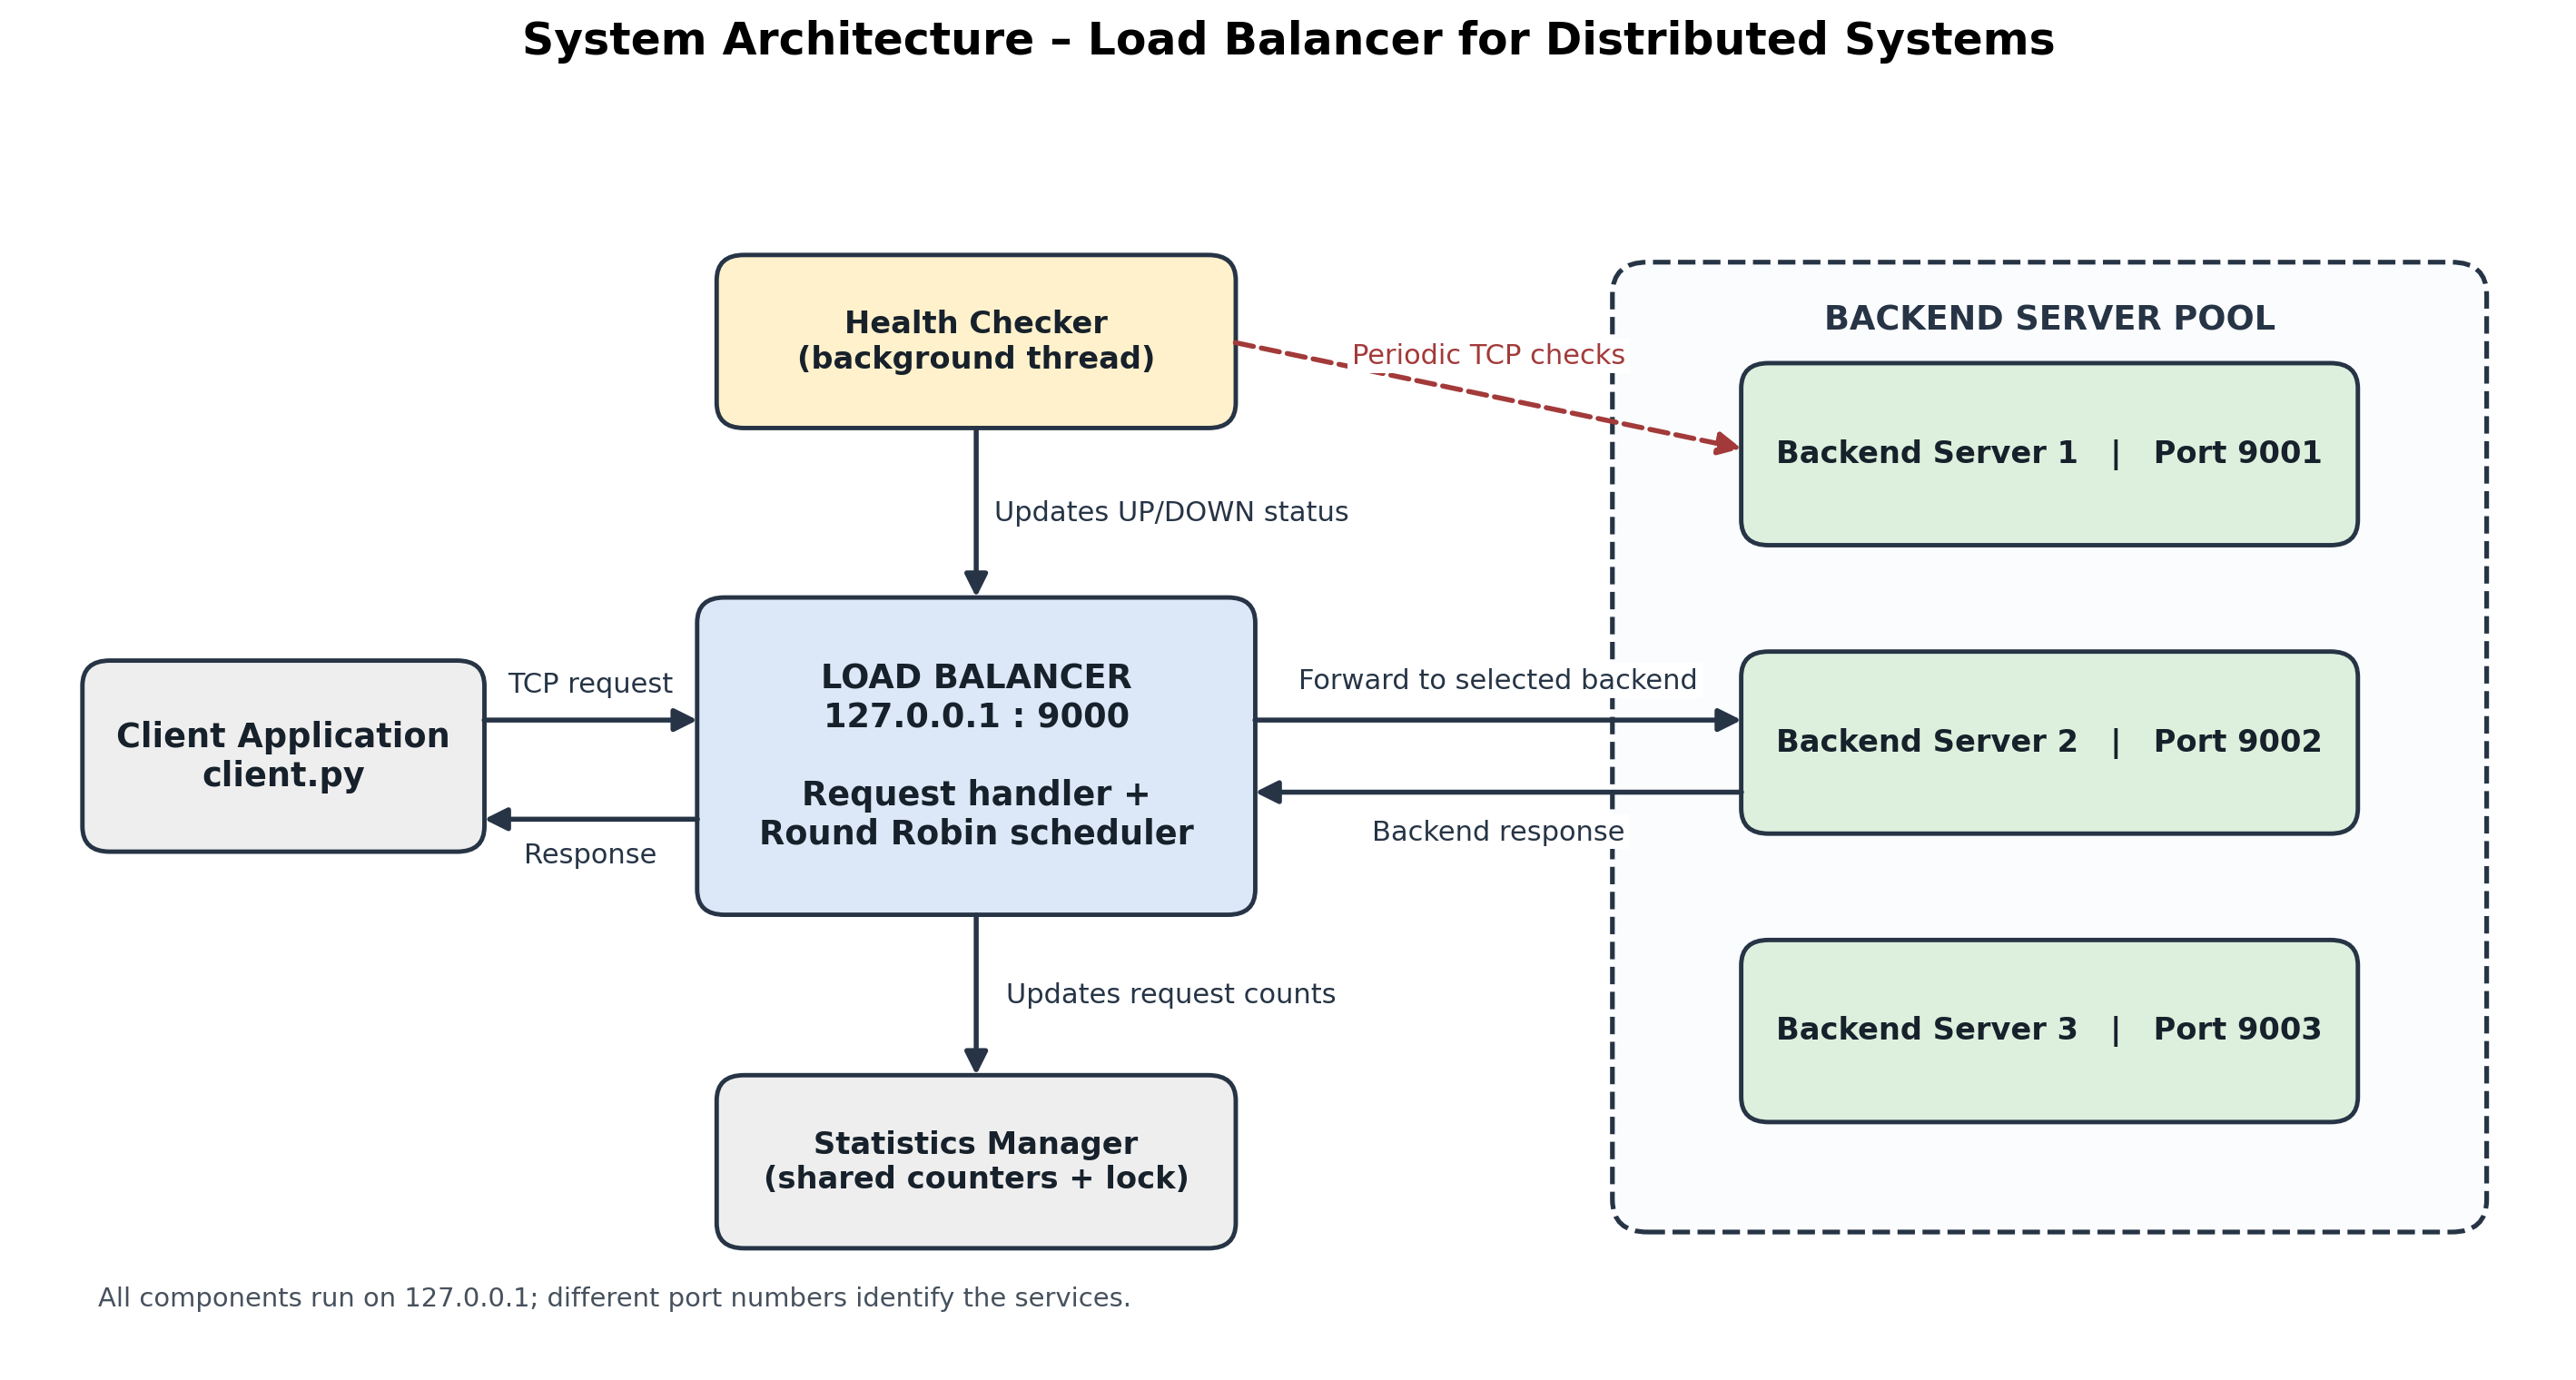 System Architecture – Load Balancer for Distributed Systems
Health Checker
(background thread)
Periodic TCP checks
BACKEND SERVER POOL
Backend Server 1 | Port 9001
Updates UP/DOWN status
Client Application
client.py
TCP request
Response
LOAD BALANCER
127.0.0.1 : 9000
Request handler +
Round Robin scheduler
Forward to selected backend
Backend response
Backend Server 2 | Port 9002
Updates request counts
Backend Server 3 | Port 9003
Statistics Manager
(shared counters + lock)
All components run on 127.0.0.1; different port numbers identify the services.